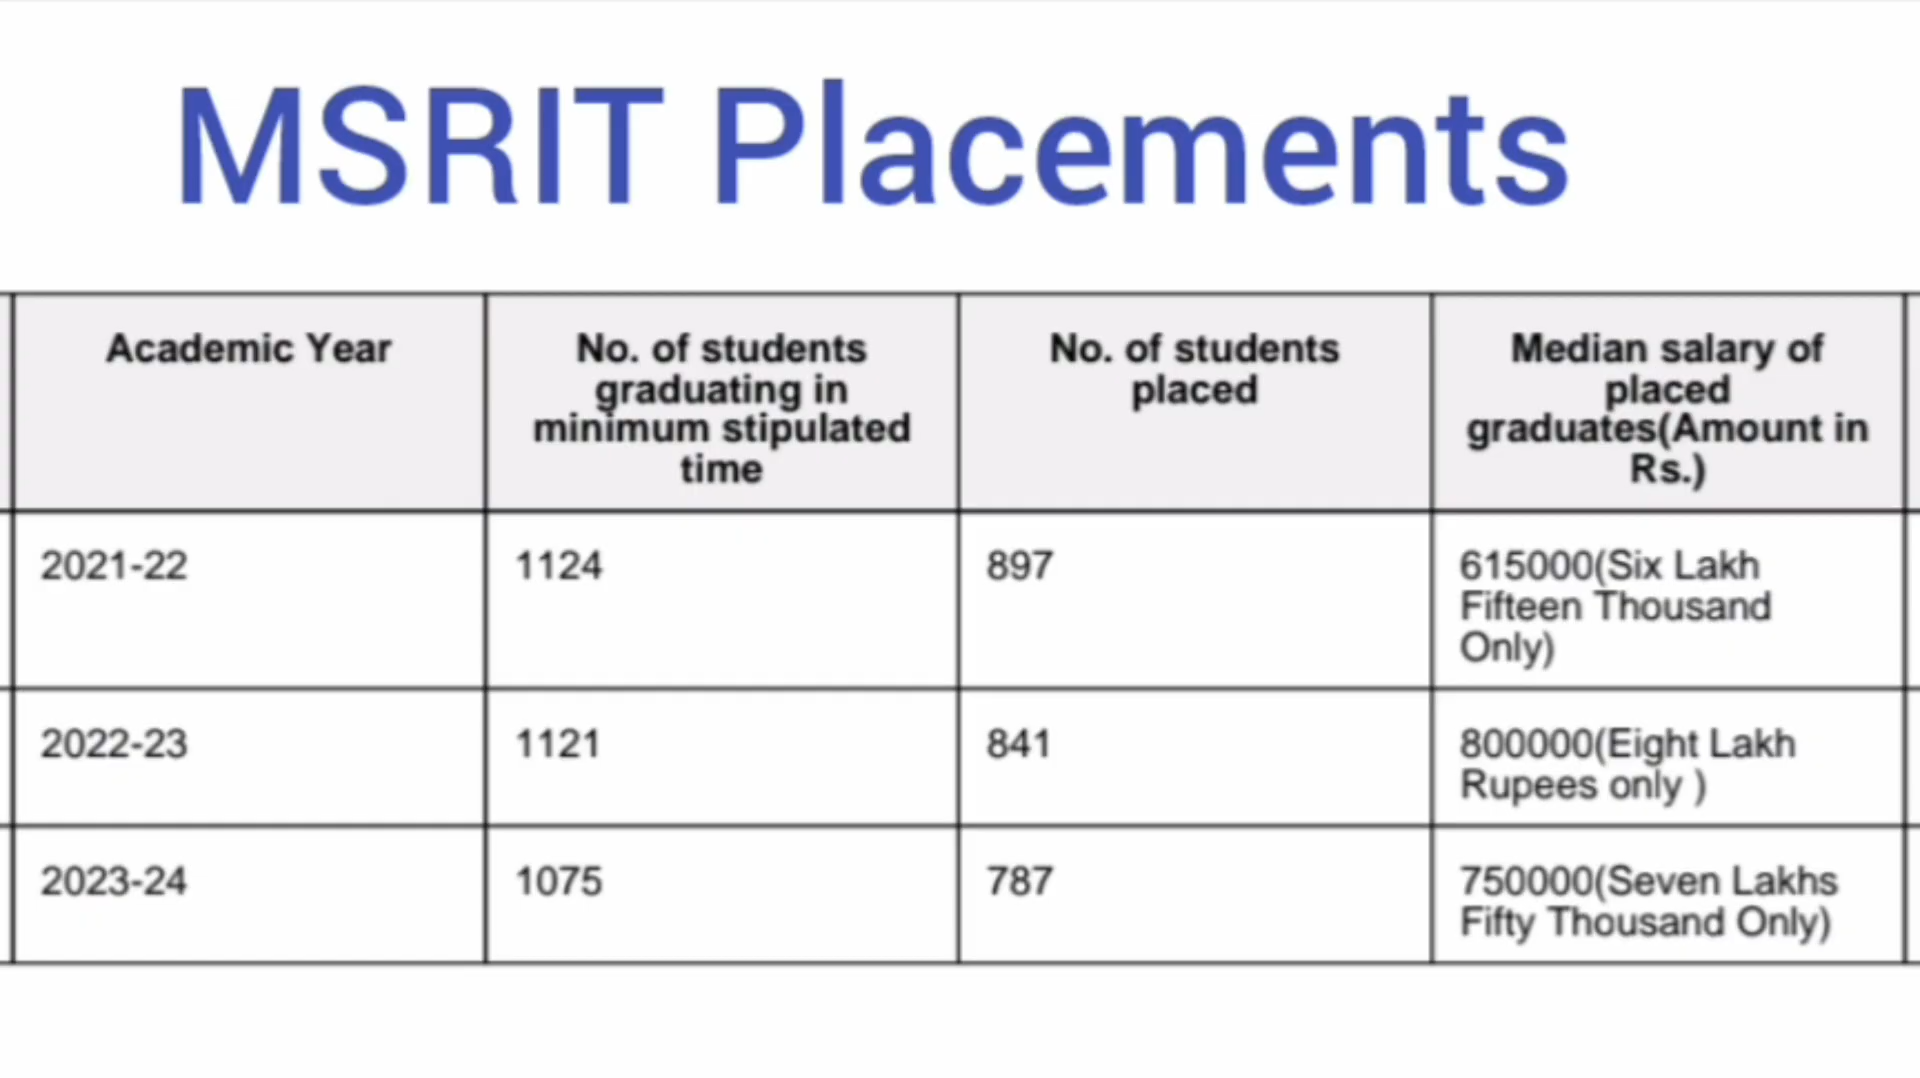 MSRIT Placements
Academic Year
No. of students
graduating in
minimum stipulated
time
No. of students
placed
Median salary of
placed
graduates(Amount in
Rs.)
2021-22
1124
897
615000(Six Lakh
Fifteen Thousand
Only)
2022-23
1121
841
800000(Eight Lakh
Rupees only )
2023-24
1075
787
750000(Seven Lakhs
Fifty Thousand Only)